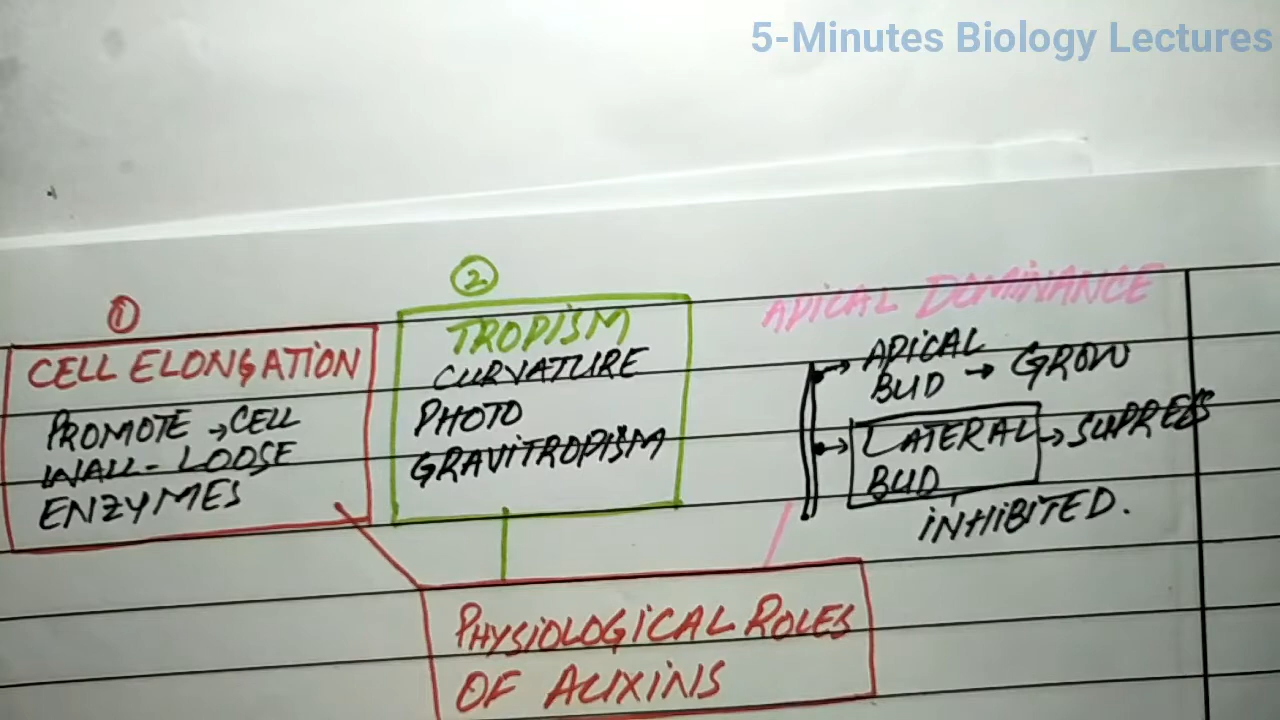 5-Minutes Biology Lectures
1
CELL ELONGATION
PROMOTE → CELL
WALL - LOOSE
ENZYMES
2
TROPISM
CURVATURE
PHOTO
GRAVITROPISM
APICAL DOMINANCE
→ APICAL
BUD → GROW
→ LATERAL → SUPRESS
BUD
INHIBITED.
PHYSIOLOGICAL ROLES
OF AUXINS